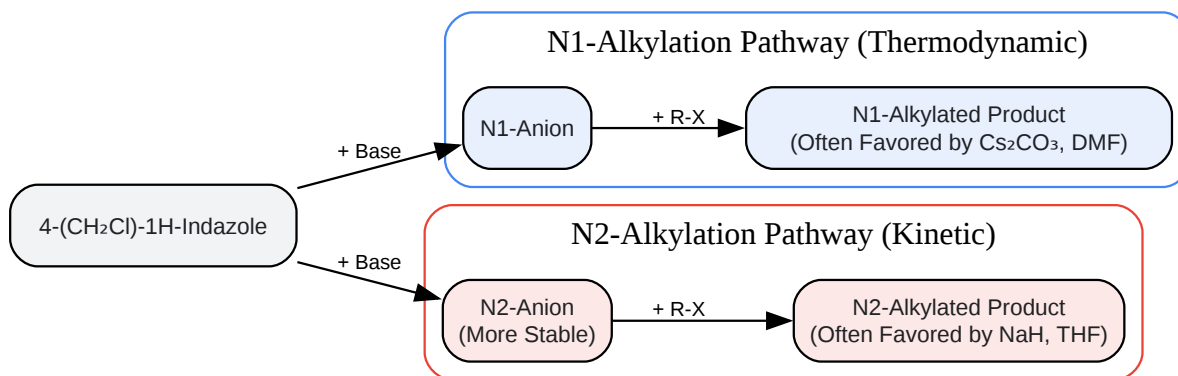 N1-Alkylation Pathway (Thermodynamic)
N1-Anion
+ R-X
N1-Alkylated Product
(Often Favored by Cs₂CO₃, DMF)
+ Base
4-(CH₂Cl)-1H-Indazole
+ Base
N2-Alkylation Pathway (Kinetic)
N2-Anion
(More Stable)
+ R-X
N2-Alkylated Product
(Often Favored by NaH, THF)